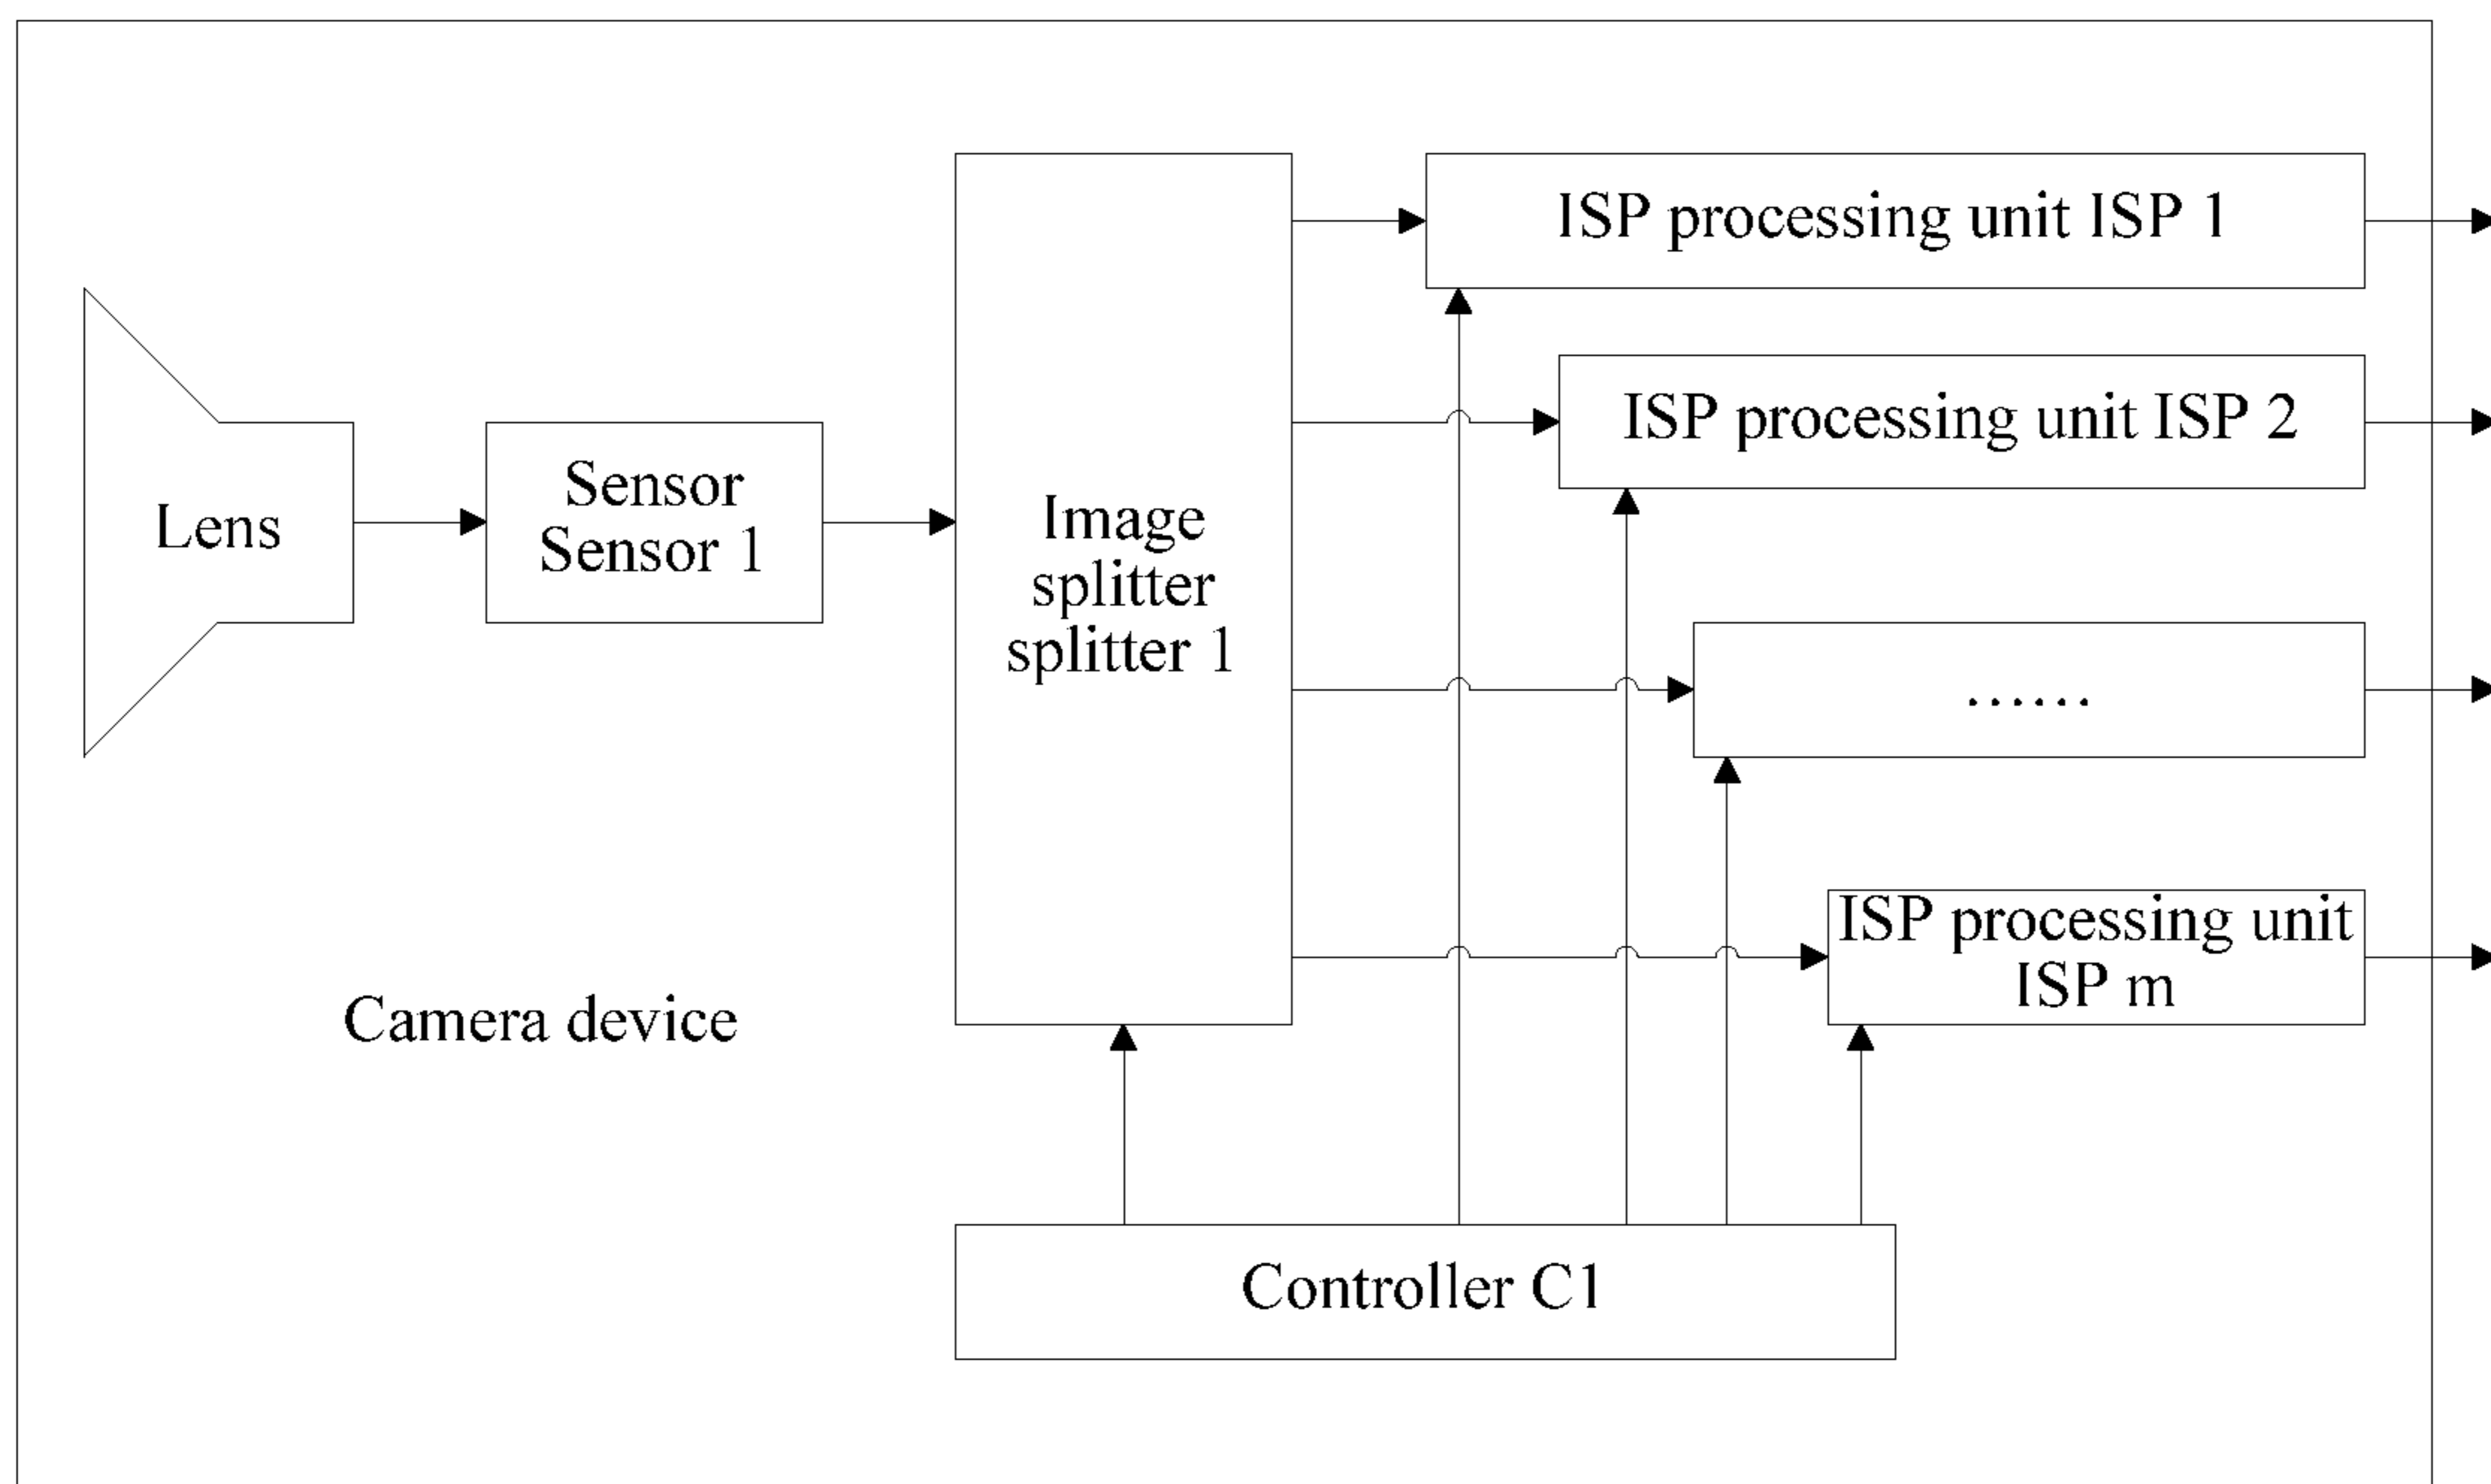 ISP processing unit ISP 1
ISP processing unit ISP 2
Lens
Sensor
Sensor 1
Image
splitter
splitter 1
......
ISP processing unit
ISP m
Camera device
Controller C1